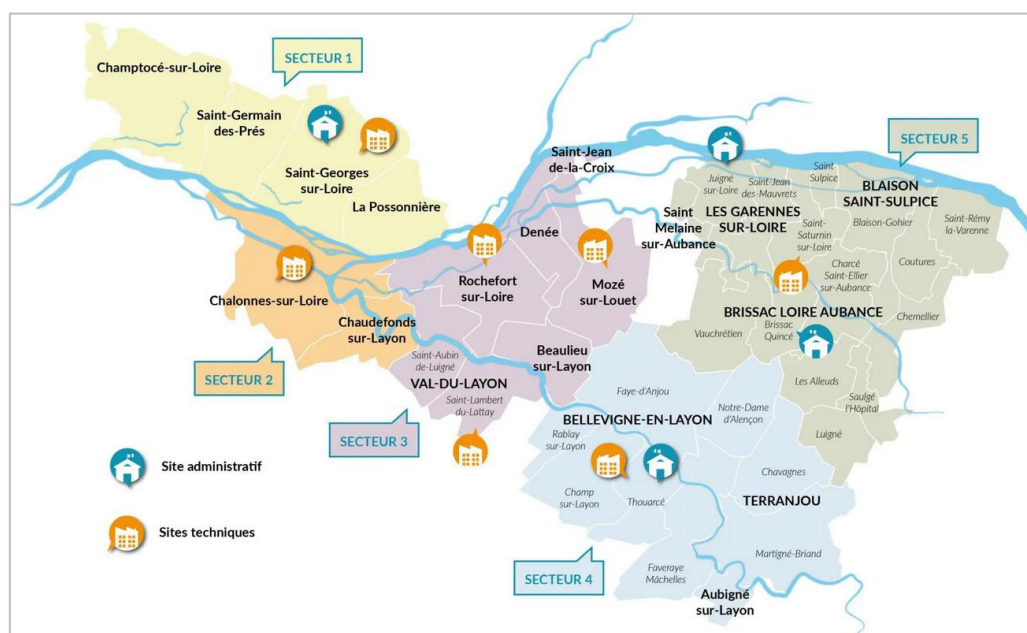 SECTEUR 1
Champtocé-sur-Loire
Saint-Germain
des-Prés
Saint-Georges
sur-Loire
La Possonnière
Saint-Jean
de-la-Croix
SECTEUR 5
Juigné
sur-Loire
Saint-Jean
des-Mauvrets
Saint
Sulpice
BLAISON
SAINT-SULPICE
LES GARENNES
SUR-LOIRE
Saint
Melaine
sur-Aubance
Saint-
Saturnin
sur-Loire
Blaison-Gohier
Saint-Rémy
la-Varenne
Denée
Mozé
sur-Louet
Rochefort
sur-Loire
Charcé
Saint-Ellier
sur-Aubance
Coutures
Chemellier
Chalonnes-sur-Loire
Chaudefonds
sur-Layon
BRISSAC LOIRE AUBANCE
Vauchrétien
Brissac
Quincé
Les Alleuds
Saulgé
l'Hôpital
Luigné
Saint-Aubin
de-Luigné
VAL-DU-LAYON
Saint-Lambert
du-Lattay
Beaulieu
sur-Layon
SECTEUR 2
SECTEUR 3
Faye-d'Anjou
Notre-Dame
d'Alençon
BELLEVIGNE-EN-LAYON
Rablay
sur-Layon
Champ
sur-Layon
Thouarcé
Chavagnes
TERRANJOU
Martigné-Briand
Faveraye
Mâchelles
Aubigné
sur-Layon
SECTEUR 4
Site administratif
Sites techniques